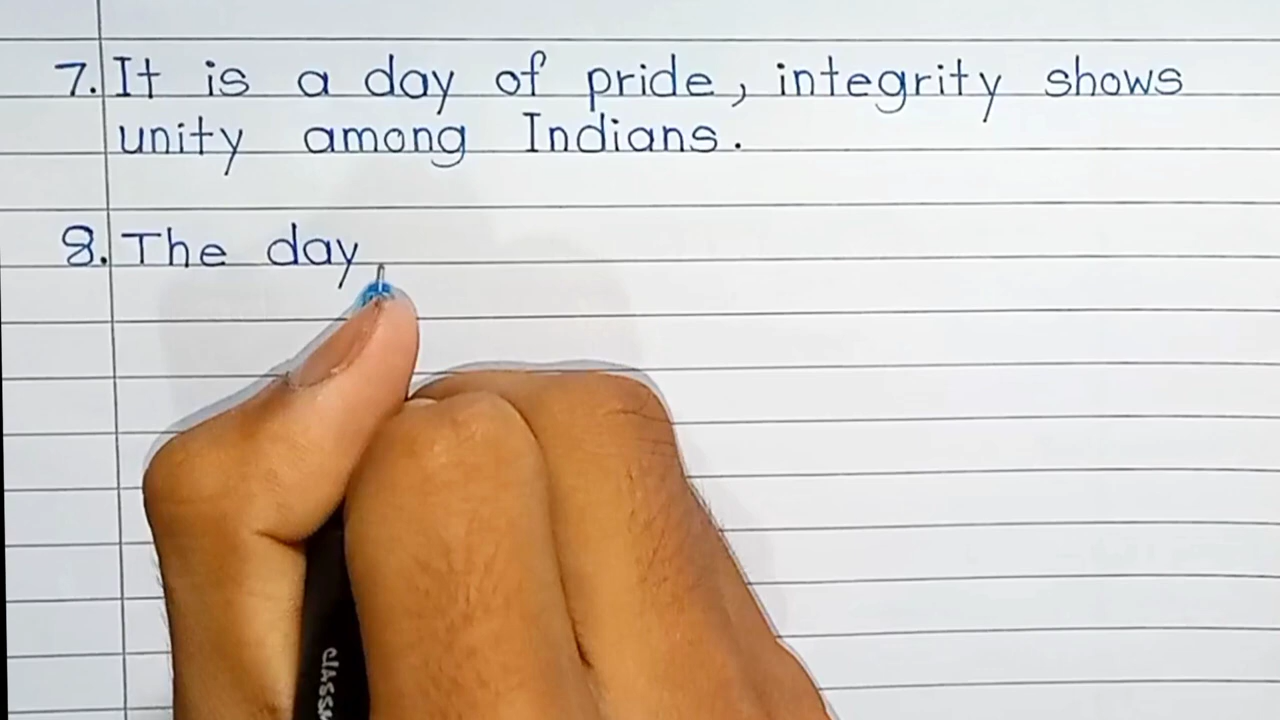 7. It is a day of pride, integrity shows
unity among Indians.
8. The day